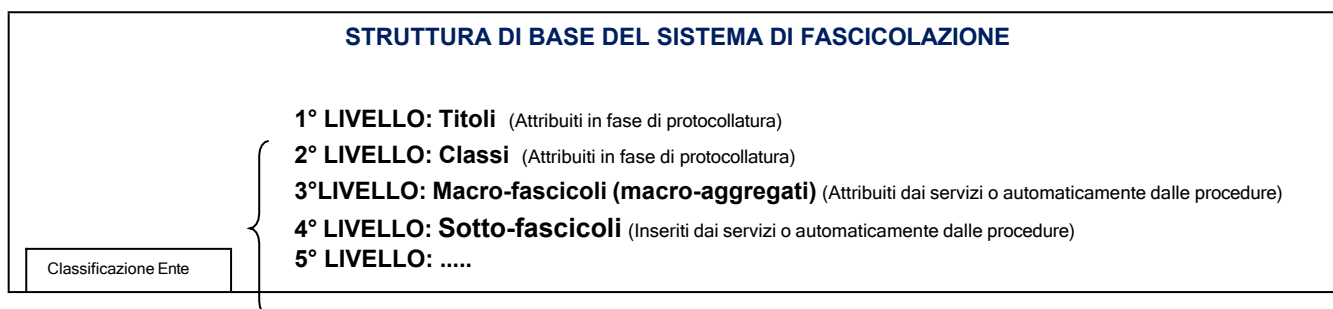 STRUTTURA DI BASE DEL SISTEMA DI FASCICOLAZIONE
1° LIVELLO: Titoli (Attribuiti in fase di protocollatura)
2° LIVELLO: Classi (Attribuiti in fase di protocollatura)
3°LIVELLO: Macro-fascicoli (macro-aggregati) (Attribuiti dai servizi o automaticamente dalle procedure)
4° LIVELLO: Sotto-fascicoli (Inseriti dai servizi o automaticamente dalle procedure)
5° LIVELLO: .....
Classificazione Ente